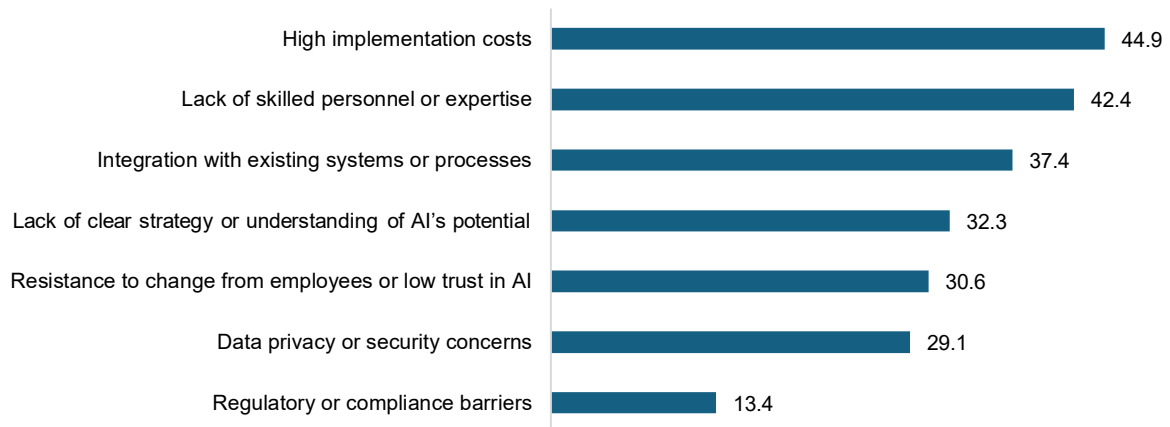 High implementation costs 44.9
Lack of skilled personnel or expertise 42.4
Integration with existing systems or processes 37.4
Lack of clear strategy or understanding of AI’s potential 32.3
Resistance to change from employees or low trust in AI 30.6
Data privacy or security concerns 29.1
Regulatory or compliance barriers 13.4